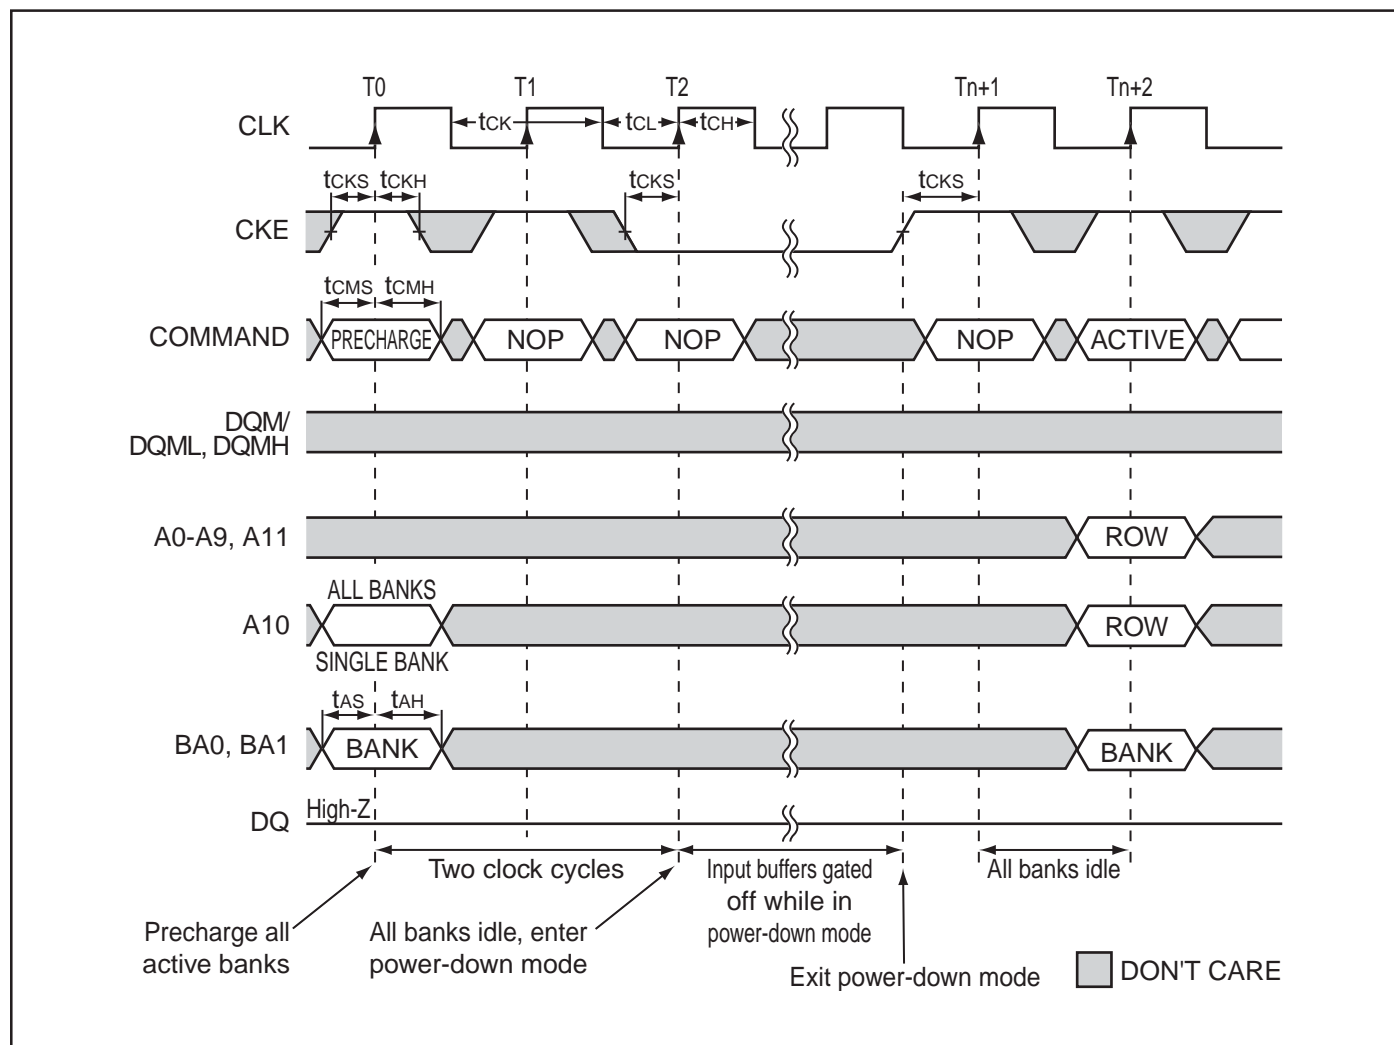 T0 T1 T2 Tn+1 Tn+2
CLK tCK tCL tCH
tCKS tCKH tCKS tCKS
CKE
tCMS tCMH
COMMAND PRECHARGE NOP NOP NOP ACTIVE
DQM/
DQML, DQMH
A0-A9, A11 ROW
ALL BANKS
A10 ROW
SINGLE BANK
tAS tAH
BA0, BA1 BANK BANK
High-Z
DQ
Two clock cycles
Input buffers gated
off while in
power-down mode
All banks idle
Precharge all
active banks
All banks idle, enter
power-down mode
Exit power-down mode
DON'T CARE